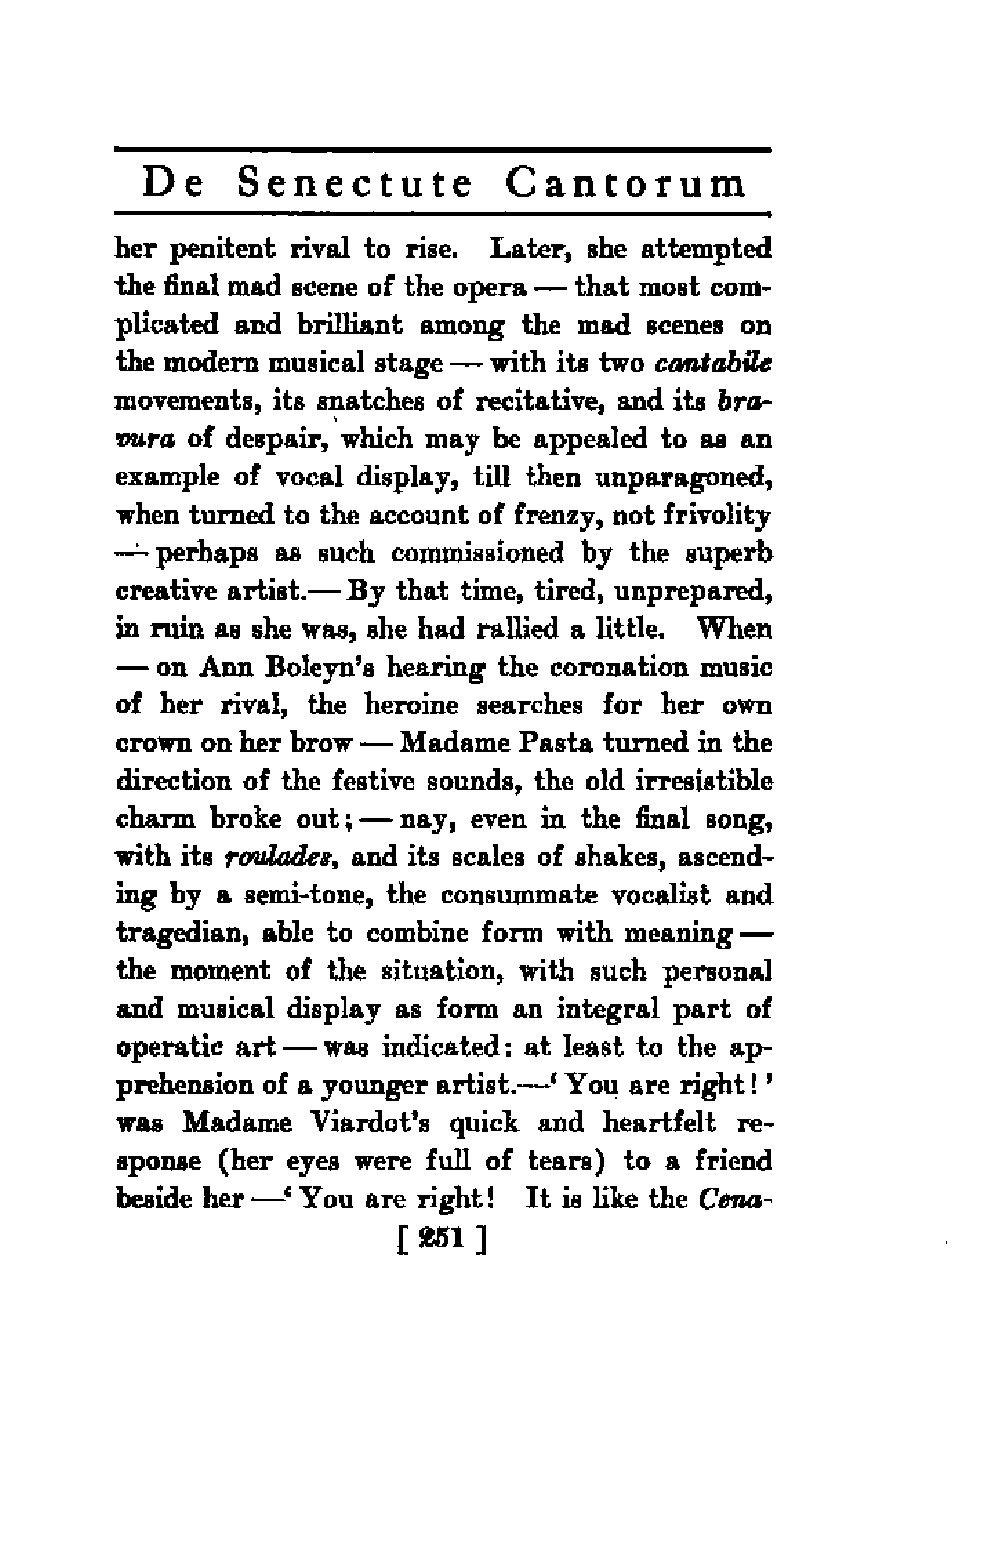 De Senectute Cantorum
her penitent rival to rise. Later, she attempted
the final mad scene of the opera — that most com-
plicated and brilliant among the mad scenes on
the modern musical stage — with its two cantabile
movements, its snatches of recitative, and its bra-
vura of despair, which may be appealed to as an
example of vocal display, till then unparagoned,
when turned to the account of frenzy, not frivolity
— perhaps as such commissioned by the superb
creative artist.— By that time, tired, unprepared,
in ruin as she was, she had rallied a little. When
— on Ann Boleyn's hearing the coronation music
of her rival, the heroine searches for her own
crown on her brow — Madame Pasta turned in the
direction of the festive sounds, the old irresistible
charm broke out; — nay, even in the final song,
with its roulades, and its scales of shakes, ascend-
ing by a semi-tone, the consummate vocalist and
tragedian, able to combine form with meaning —
the moment of the situation, with such personal
and musical display as form an integral part of
operatic art — was indicated: at least to the ap-
prehension of a younger artist.—' You are right! '
was Madame Viardot's quick and heartfelt re-
sponse (her eyes were full of tears) to a friend
beside her —' You are right! It is like the Cena-
[ 251 ]